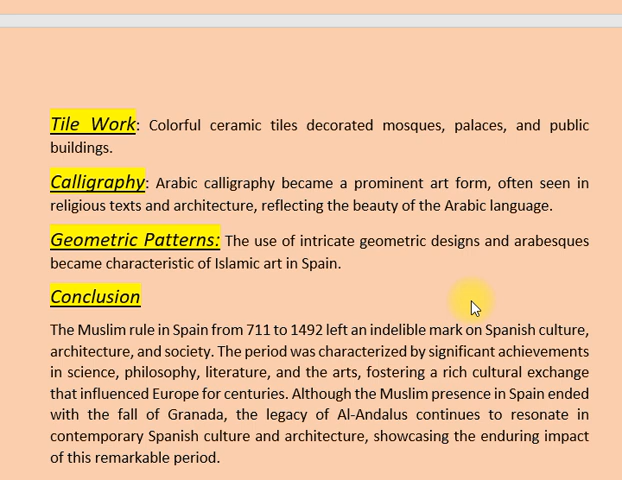 Tile Work: Colorful ceramic tiles decorated mosques, palaces, and public
buildings.
Calligraphy: Arabic calligraphy became a prominent art form, often seen in
religious texts and architecture, reflecting the beauty of the Arabic language.
Geometric Patterns: The use of intricate geometric designs and arabesques
became characteristic of Islamic art in Spain.
Conclusion
The Muslim rule in Spain from 711 to 1492 left an indelible mark on Spanish culture,
architecture, and society. The period was characterized by significant achievements
in science, philosophy, literature, and the arts, fostering a rich cultural exchange
that influenced Europe for centuries. Although the Muslim presence in Spain ended
with the fall of Granada, the legacy of Al-Andalus continues to resonate in
contemporary Spanish culture and architecture, showcasing the enduring impact
of this remarkable period.